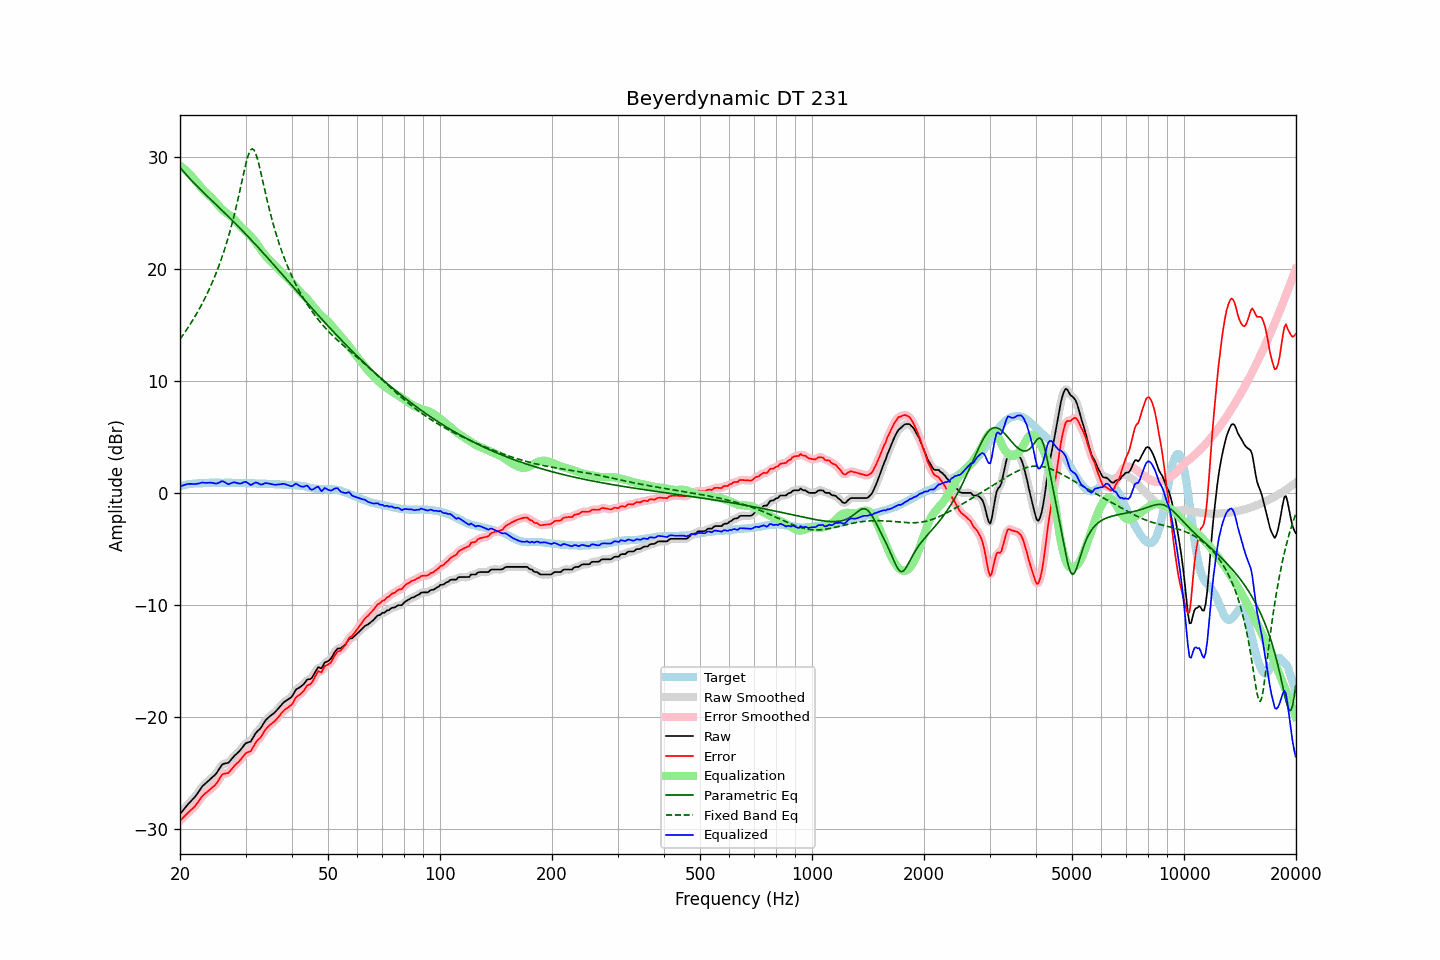 Beyerdynamic DT 231
Amplitude (dBr)
30
20
10
0
−10
−20
−30
Target
Raw Smoothed
Error Smoothed
Raw
Error
Equalization
Parametric Eq
Fixed Band Eq
Equalized
20 50 100 200 500 1000 2000 5000 10000 20000
Frequency (Hz)